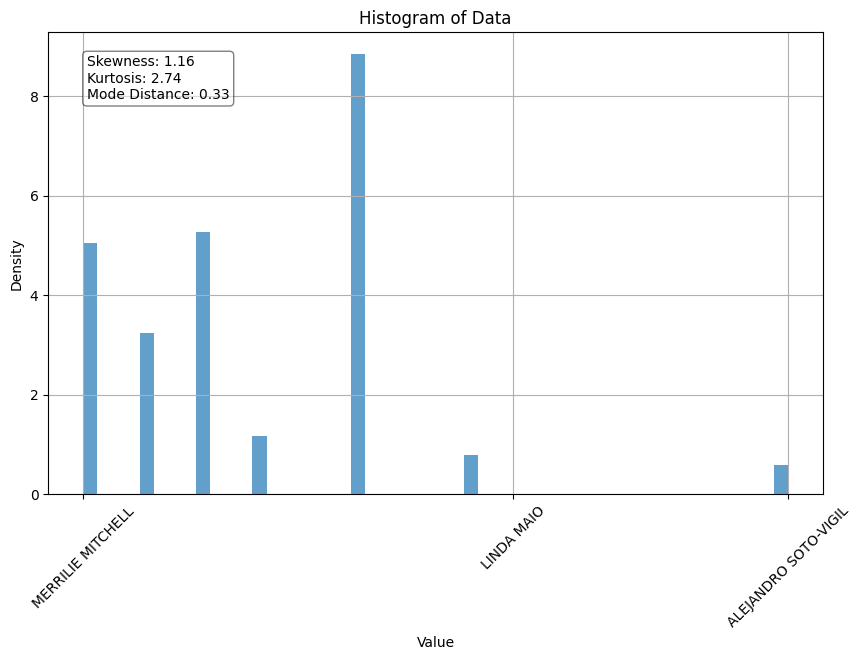 Histogram of Data
Skewness: 1.16
Kurtosis: 2.74
Mode Distance: 0.33
Density
8
6
4
2
0
MERRILIE MITCHELL
LINDA MAIO
ALEJANDRO SOTO-VIGIL
Value